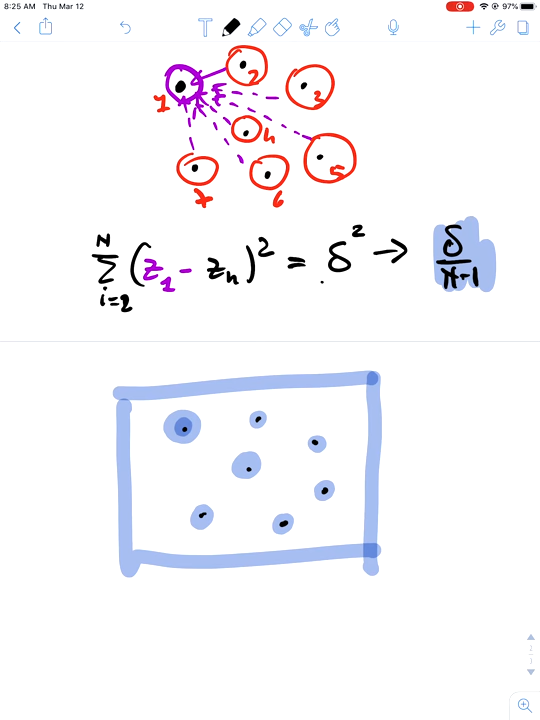 8:25 AM Thu Mar 12
97%
T
1
2
3
4
5
7
6
N
∑ (z₁ - zₙ)² = δ² → δ/N-1
i=2